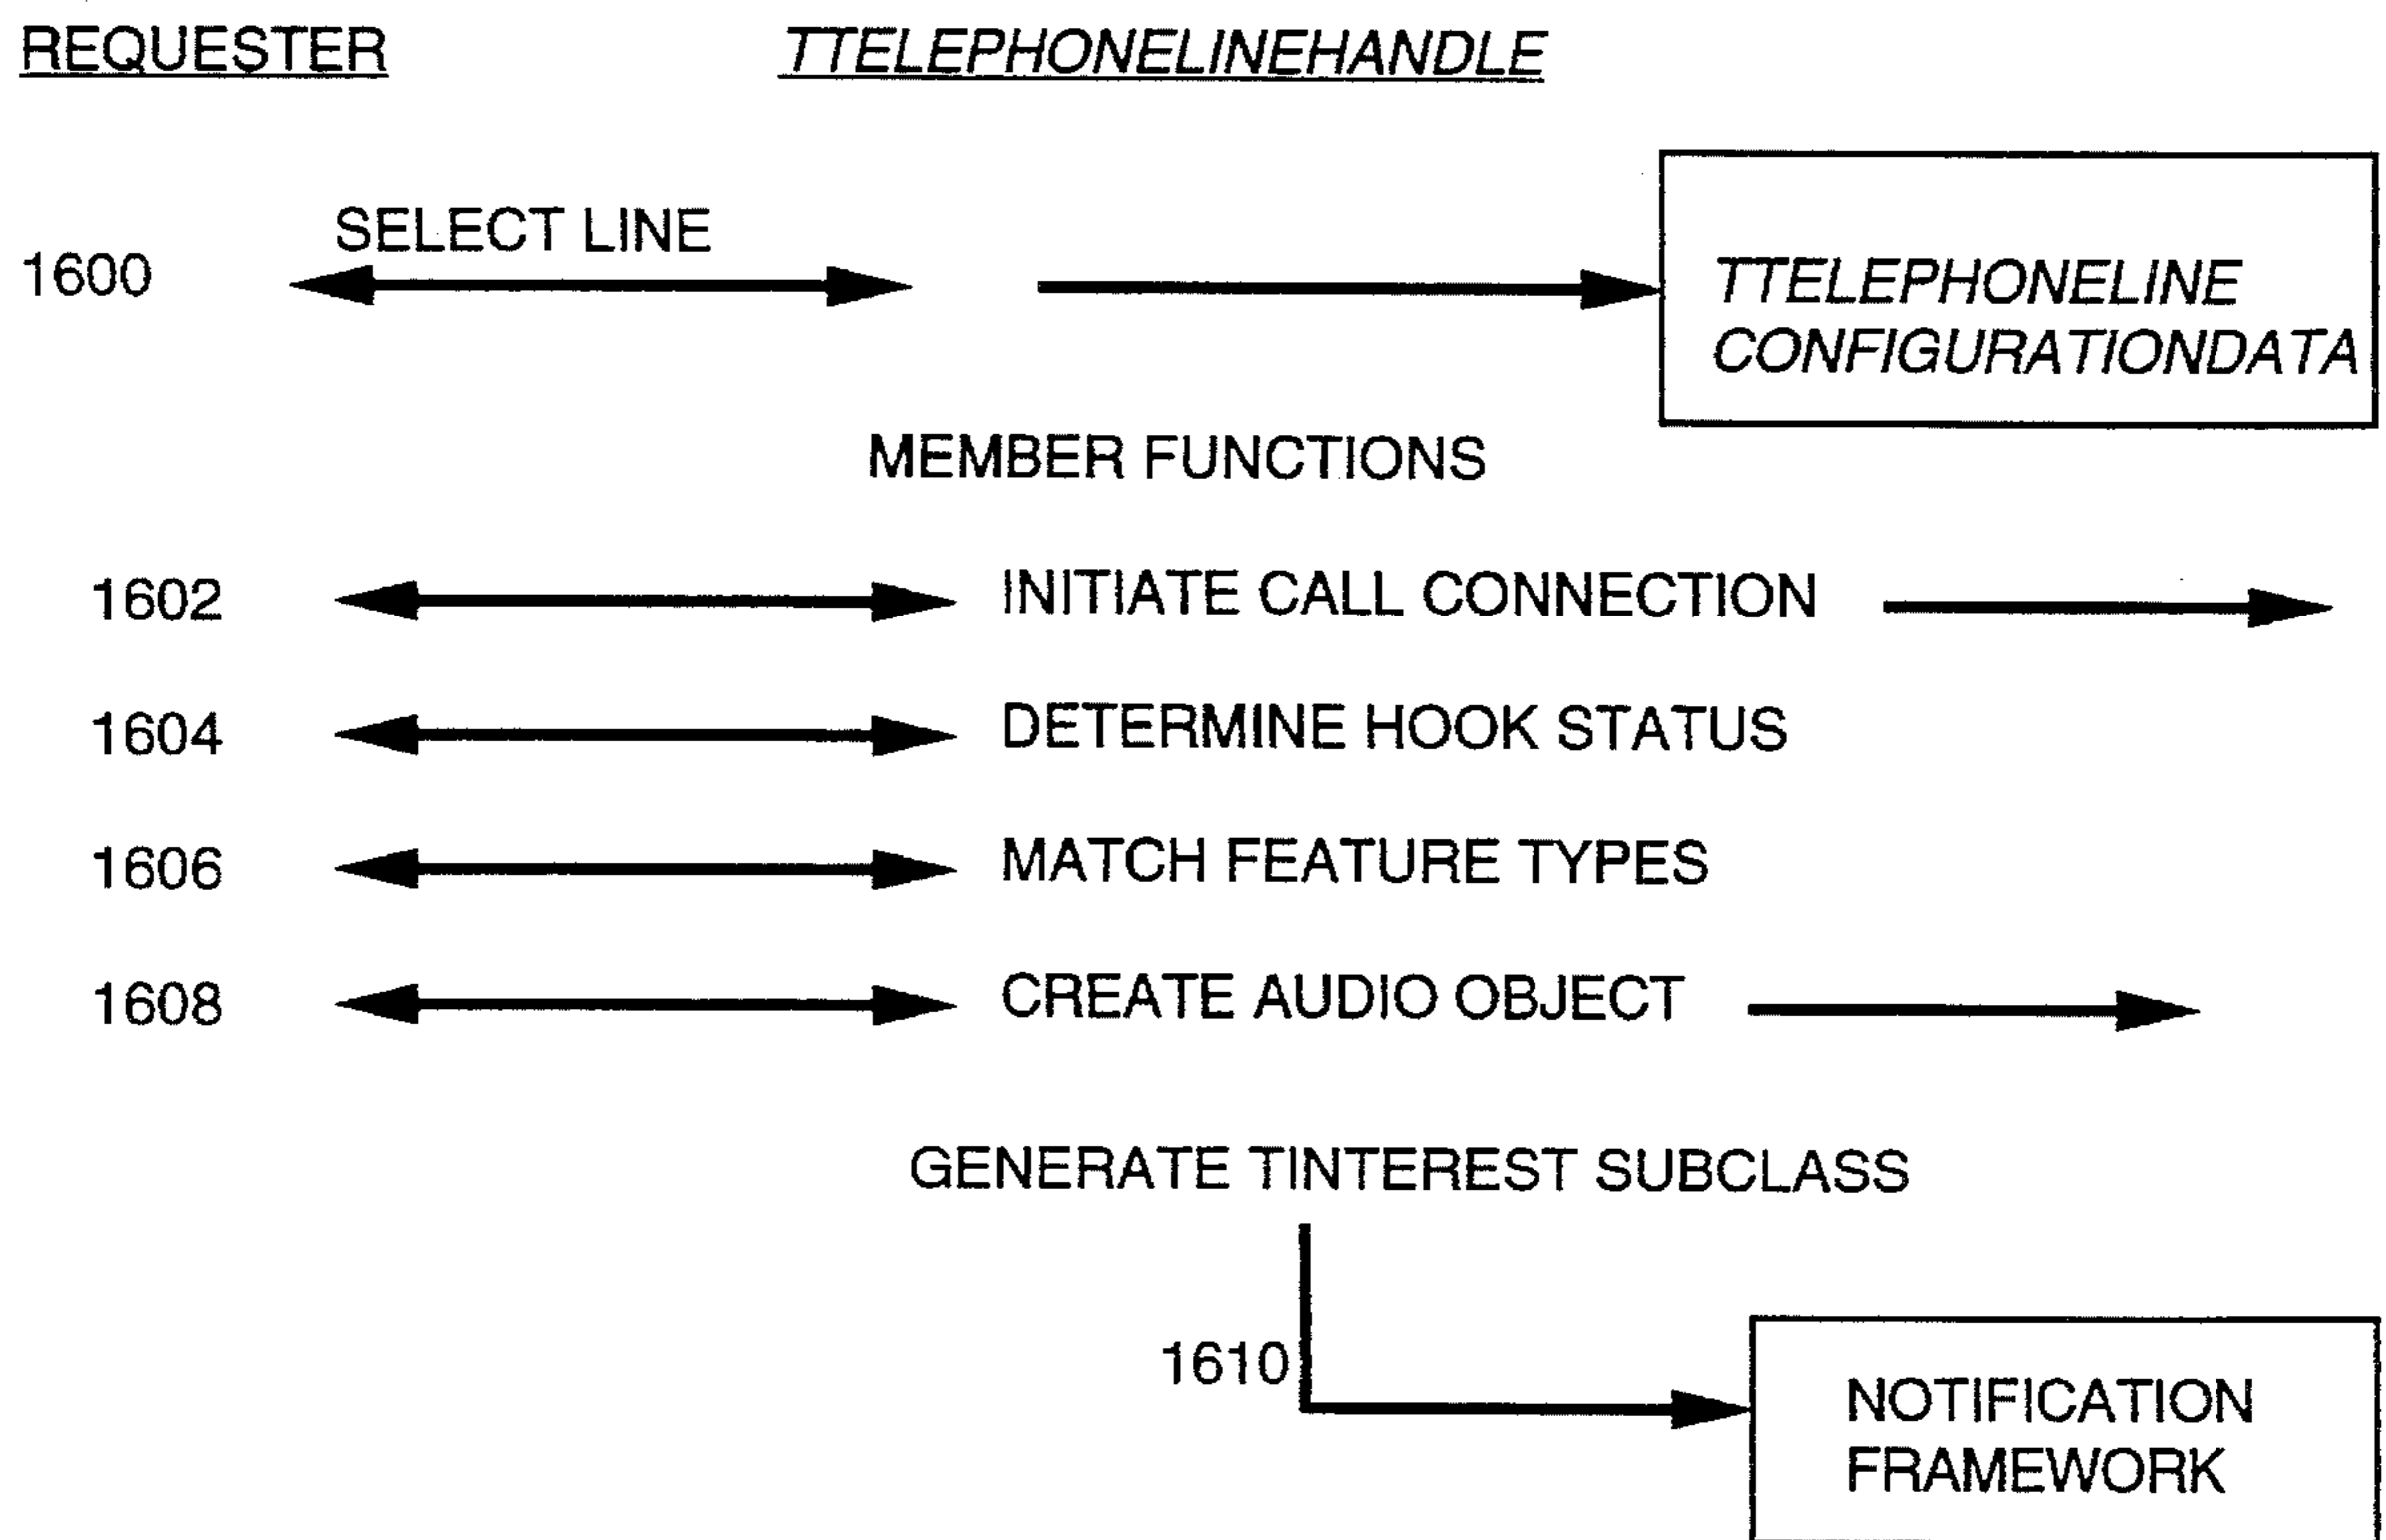 REQUESTER
TTELEPHONELINEHANDLE
SELECT LINE
1600
TTELEPHONELINE
CONFIGURATIONDATA
MEMBER FUNCTIONS
1602 INITIATE CALL CONNECTION
1604 DETERMINE HOOK STATUS
1606 MATCH FEATURE TYPES
1608 CREATE AUDIO OBJECT
GENERATE TINTEREST SUBCLASS
1610
NOTIFICATION
FRAMEWORK